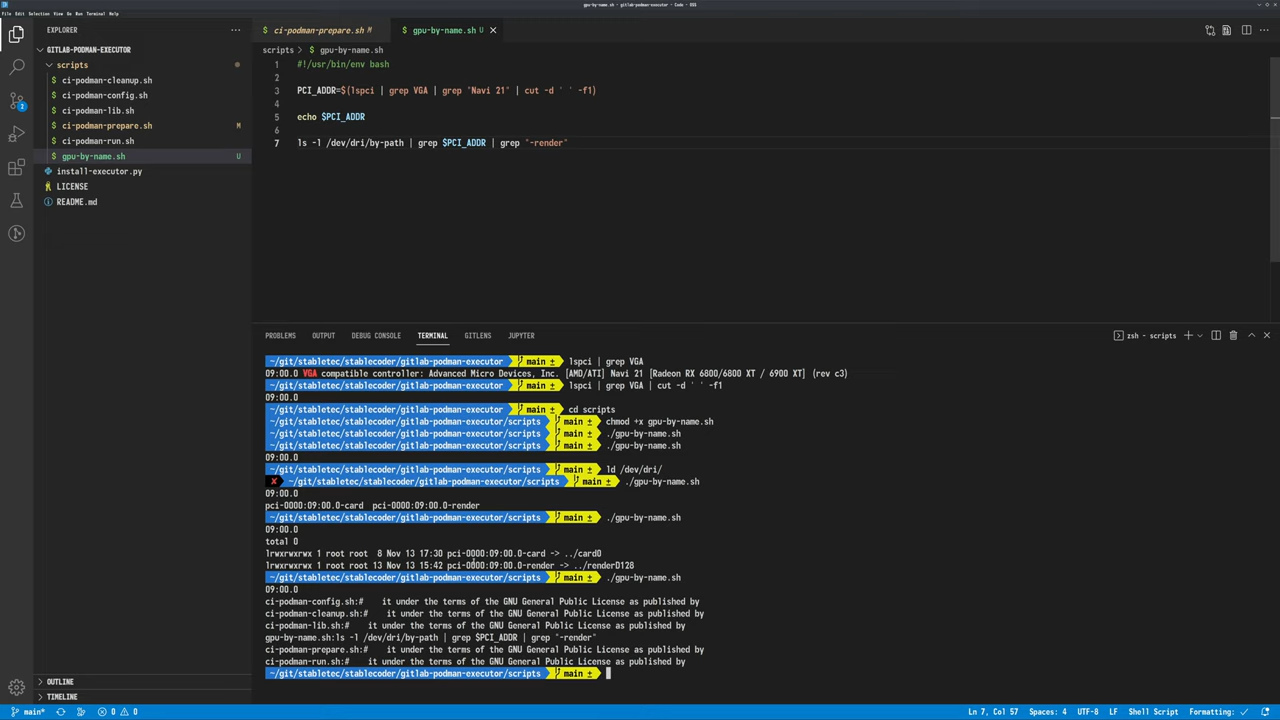 gpu-by-name.sh - gitlab-podman-executor - Code - OSS
File Edit Selection View Go Run Terminal Help
EXPLORER
GITLAB-PODMAN-EXECUTOR
scripts
ci-podman-cleanup.sh
ci-podman-config.sh
ci-podman-lib.sh
ci-podman-prepare.sh M
ci-podman-run.sh
gpu-by-name.sh U
install-executor.py
LICENSE
README.md
OUTLINE
TIMELINE
ci-podman-prepare.sh M
gpu-by-name.sh U
scripts > gpu-by-name.sh
1 #!/usr/bin/env bash
2
3 PCI_ADDR=$(lspci | grep VGA | grep "Navi 21" | cut -d ' ' -f1)
4
5 echo $PCI_ADDR
6
7 ls -l /dev/dri/by-path | grep $PCI_ADDR | grep "-render"
PROBLEMS OUTPUT DEBUG CONSOLE TERMINAL GITLENS JUPYTER
zsh - scripts
~/git/stabletec/stablecoder/gitlab-podman-executor main ± lspci | grep VGA
09:00.0 VGA compatible controller: Advanced Micro Devices, Inc. [AMD/ATI] Navi 21 [Radeon RX 6800/6800 XT / 6900 XT] (rev c3)
~/git/stabletec/stablecoder/gitlab-podman-executor main ± lspci | grep VGA | cut -d ' ' -f1
09:00.0
~/git/stabletec/stablecoder/gitlab-podman-executor main ± cd scripts
~/git/stabletec/stablecoder/gitlab-podman-executor/scripts main ± chmod +x gpu-by-name.sh
~/git/stabletec/stablecoder/gitlab-podman-executor/scripts main ± ./gpu-by-name.sh
~/git/stabletec/stablecoder/gitlab-podman-executor/scripts main ± ./gpu-by-name.sh
09:00.0
~/git/stabletec/stablecoder/gitlab-podman-executor/scripts main ± ld /dev/dri/
✘ ~/git/stabletec/stablecoder/gitlab-podman-executor/scripts main ± ./gpu-by-name.sh
09:00.0
pci-0000:09:00.0-card pci-0000:09:00.0-render
~/git/stabletec/stablecoder/gitlab-podman-executor/scripts main ± ./gpu-by-name.sh
09:00.0
total 0
lrwxrwxrwx 1 root root 8 Nov 13 17:30 pci-0000:09:00.0-card -> ../card0
lrwxrwxrwx 1 root root 13 Nov 13 15:42 pci-0000:09:00.0-render -> ../renderD128
~/git/stabletec/stablecoder/gitlab-podman-executor/scripts main ± ./gpu-by-name.sh
09:00.0
ci-podman-config.sh:# it under the terms of the GNU General Public License as published by
ci-podman-cleanup.sh:# it under the terms of the GNU General Public License as published by
ci-podman-lib.sh:# it under the terms of the GNU General Public License as published by
gpu-by-name.sh:ls -l /dev/dri/by-path | grep $PCI_ADDR | grep "-render"
ci-podman-prepare.sh:# it under the terms of the GNU General Public License as published by
ci-podman-run.sh:# it under the terms of the GNU General Public License as published by
~/git/stabletec/stablecoder/gitlab-podman-executor/scripts main ±
main* 0 0 Ln 7, Col 57 Spaces: 4 UTF-8 LF Shell Script Formatting: ✓